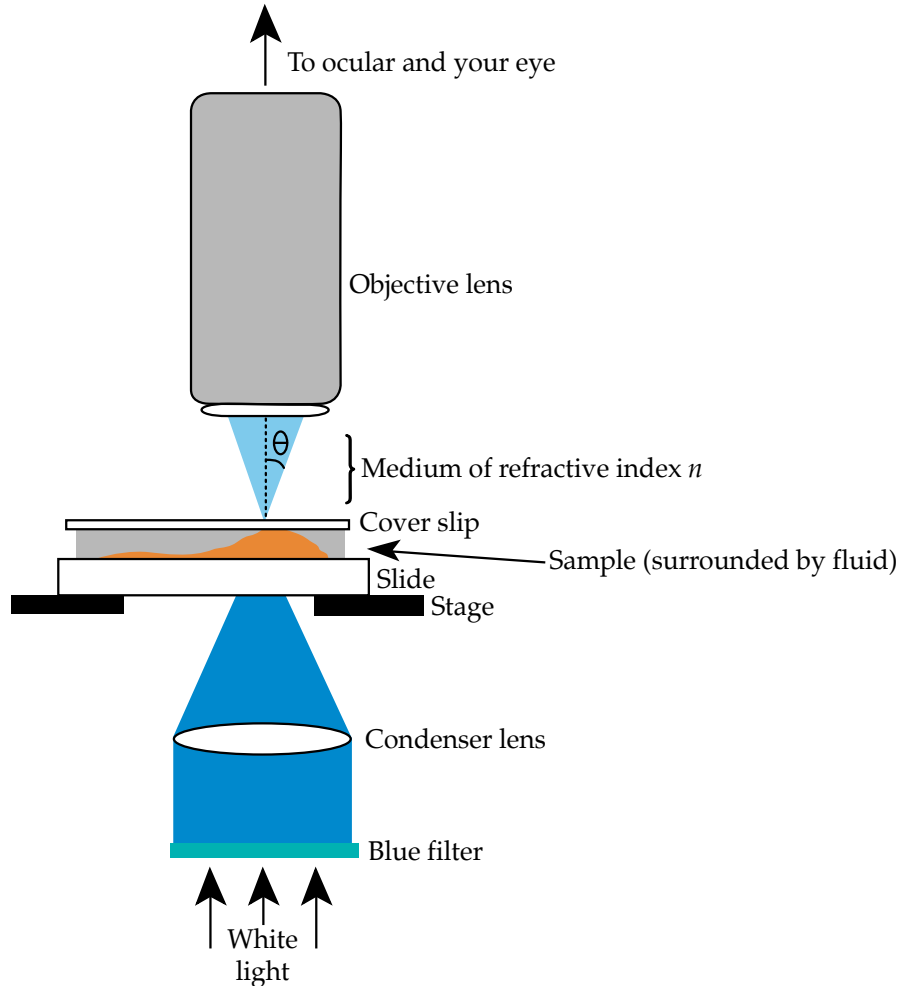 To ocular and your eye
Objective lens
θ
Medium of refractive index n
Cover slip
Sample (surrounded by fluid)
Slide
Stage
Condenser lens
Blue filter
White
light